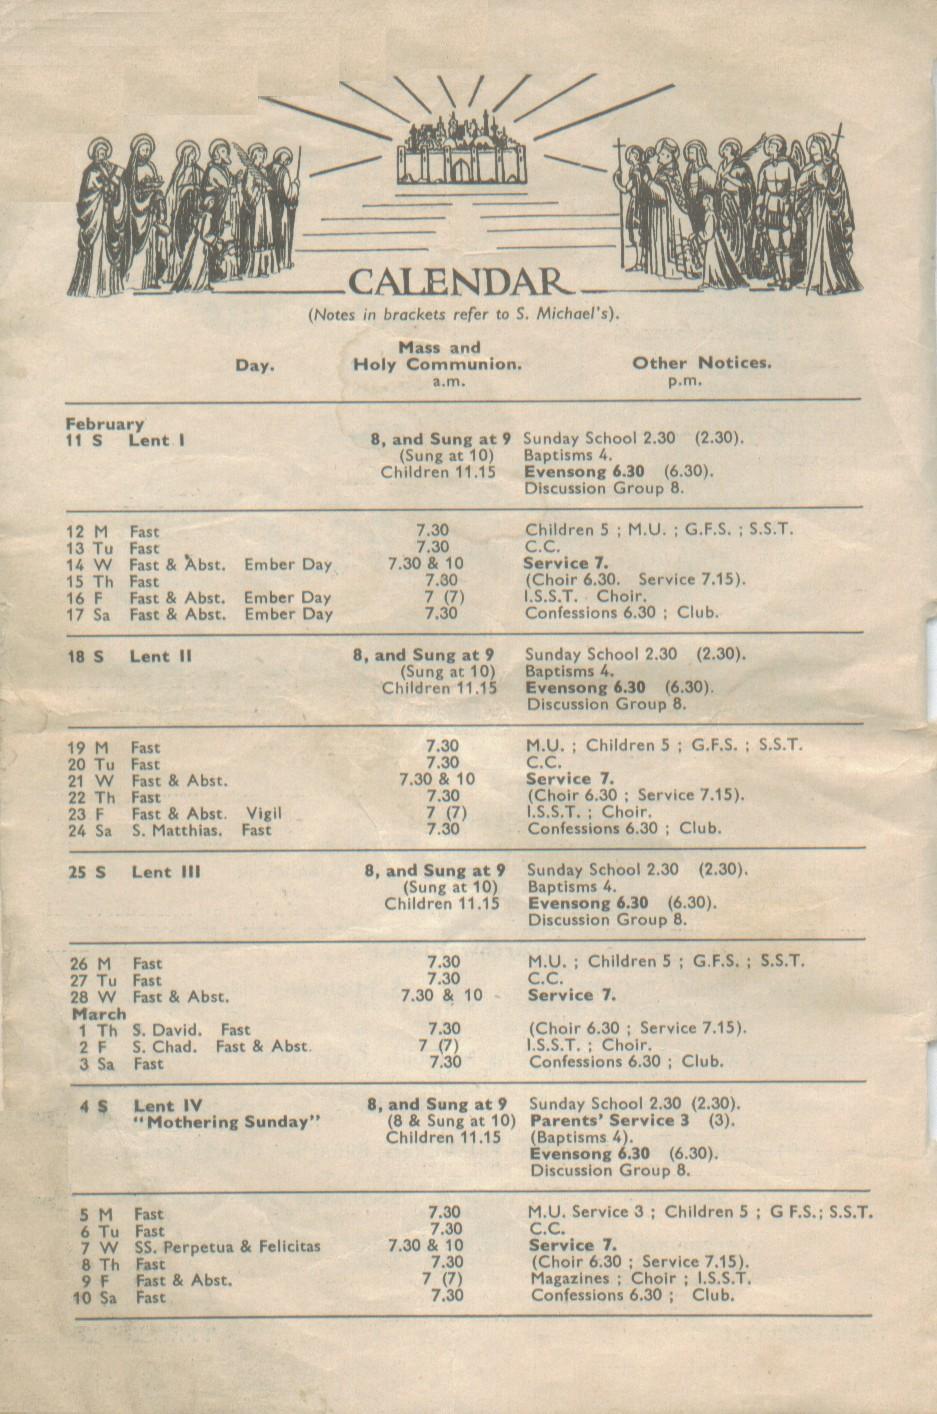 CALENDAR
(Notes in brackets refer to S. Michael's).
Day. Mass and Holy Communion. a.m. Other Notices. p.m.
February
11 S Lent I 8, and Sung at 9 Sunday School 2.30 (2.30).
(Sung at 10) Baptisms 4.
Children 11.15 Evensong 6.30 (6.30).
Discussion Group 8.
12 M Fast 7.30 Children 5 ; M.U. ; G.F.S. ; S.S.T.
13 Tu Fast 7.30 C.C.
14 W Fast & Abst. Ember Day 7.30 & 10 Service 7.
15 Th Fast 7.30 (Choir 6.30. Service 7.15).
16 F Fast & Abst. Ember Day 7 (7) I.S.S.T. Choir.
17 Sa Fast & Abst. Ember Day 7.30 Confessions 6.30 ; Club.
18 S Lent II 8, and Sung at 9 Sunday School 2.30 (2.30).
(Sung at 10) Baptisms 4.
Children 11.15 Evensong 6.30 (6.30).
Discussion Group 8.
19 M Fast 7.30 M.U. ; Children 5 ; G.F.S. ; S.S.T.
20 Tu Fast 7.30 C.C.
21 W Fast & Abst. 7.30 & 10 Service 7.
22 Th Fast 7.30 (Choir 6.30 ; Service 7.15).
23 F Fast & Abst. Vigil 7 (7) I.S.S.T. ; Choir.
24 Sa S. Matthias. Fast 7.30 Confessions 6.30 ; Club.
25 S Lent III 8, and Sung at 9 Sunday School 2.30 (2.30).
(Sung at 10) Baptisms 4.
Children 11.15 Evensong 6.30 (6.30).
Discussion Group 8.
26 M Fast 7.30 M.U. ; Children 5 ; G.F.S. ; S.S.T.
27 Tu Fast 7.30 C.C.
28 W Fast & Abst. 7.30 & 10 Service 7.
March
1 Th S. David. Fast 7.30 (Choir 6.30 ; Service 7.15).
2 F S. Chad. Fast & Abst. 7 (7) I.S.S.T. ; Choir.
3 Sa Fast 7.30 Confessions 6.30 ; Club.
4 S Lent IV 8, and Sung at 9 Sunday School 2.30 (2.30).
"Mothering Sunday" (8 & Sung at 10) Parents' Service 3 (3).
Children 11.15 (Baptisms 4).
Evensong 6.30 (6.30).
Discussion Group 8.
5 M Fast 7.30 M.U. Service 3 ; Children 5 ; G F.S.; S.S.T.
6 Tu Fast 7.30 C.C.
7 W SS. Perpetua & Felicitas 7.30 & 10 Service 7.
8 Th Fast 7.30 (Choir 6.30 ; Service 7.15).
9 F Fast & Abst. 7 (7) Magazines ; Choir ; I.S.S.T.
10 Sa Fast 7.30 Confessions 6.30 ; Club.